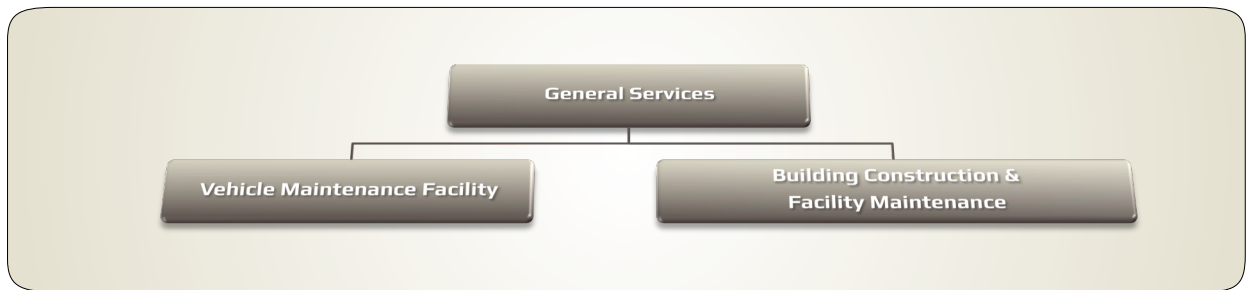 General Services
Vehicle Maintenance Facility
Building Construction &
Facility Maintenance